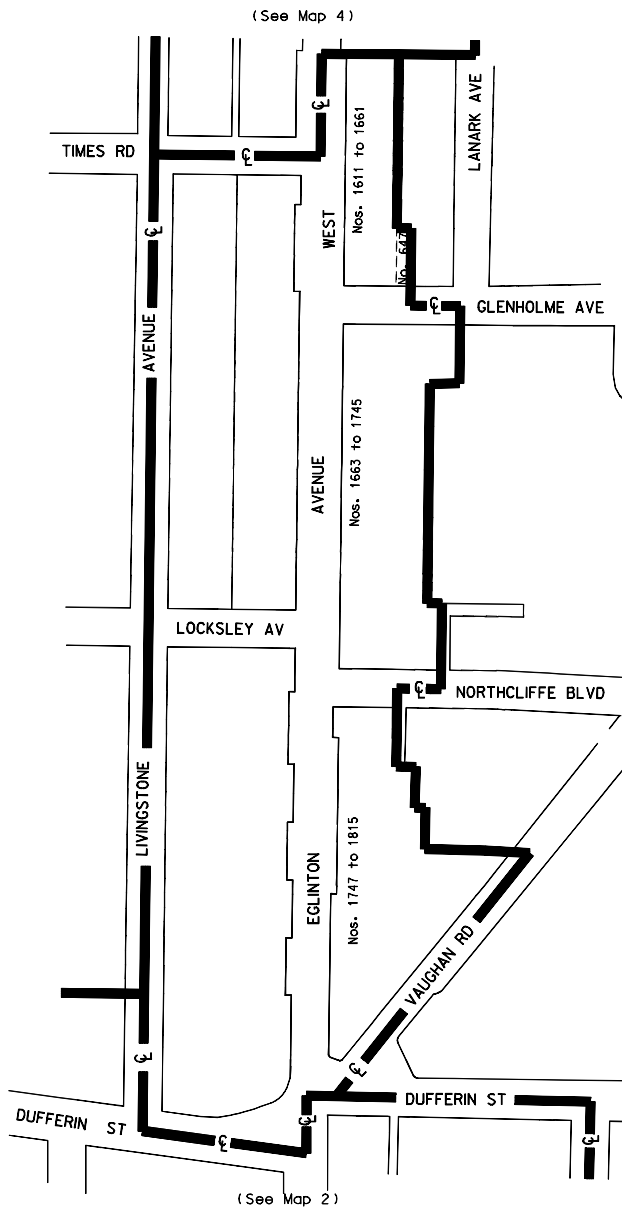 (See Map 4)
TIMES RD
LANARK AVE
Nos. 1611 to 1661
WEST
No. 647
GLENHOLME AVE
AVENUE
Nos. 1663 to 1745
AVENUE
LOCKSLEY AV
NORTHCLIFFE BLVD
LIVINGSTONE
Nos. 1747 to 1815
EGLINTON
VAUGHAN RD
DUFFERIN ST
DUFFERIN ST
(See Map 2)